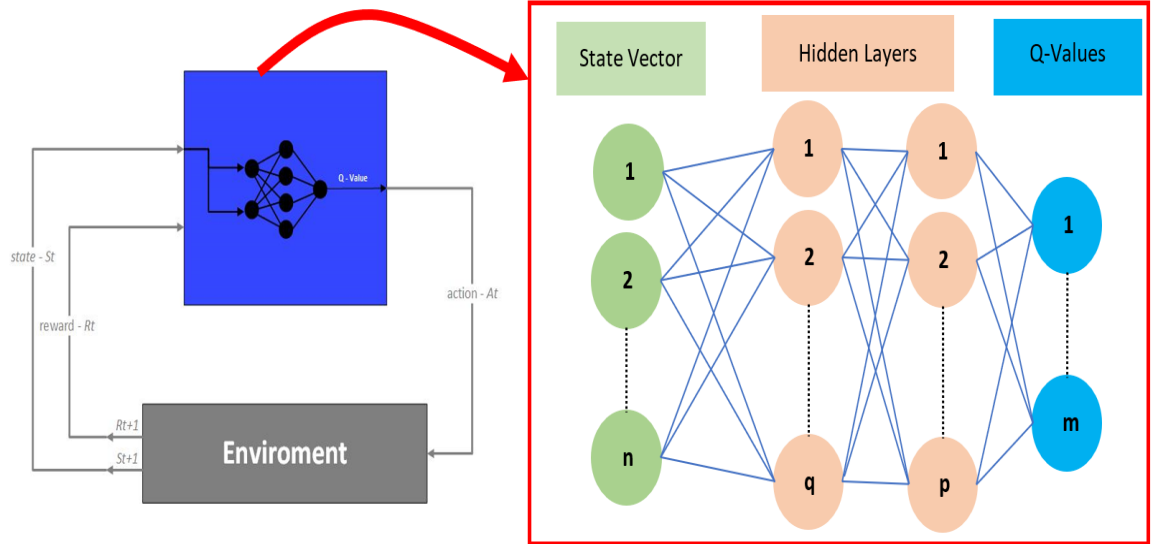 State Vector
Hidden Layers
Q-Values
1
2
n
1
2
q
1
2
p
1
m
Q - Value
state - St
reward - Rt
action - At
Rt+1
St+1
Enviroment